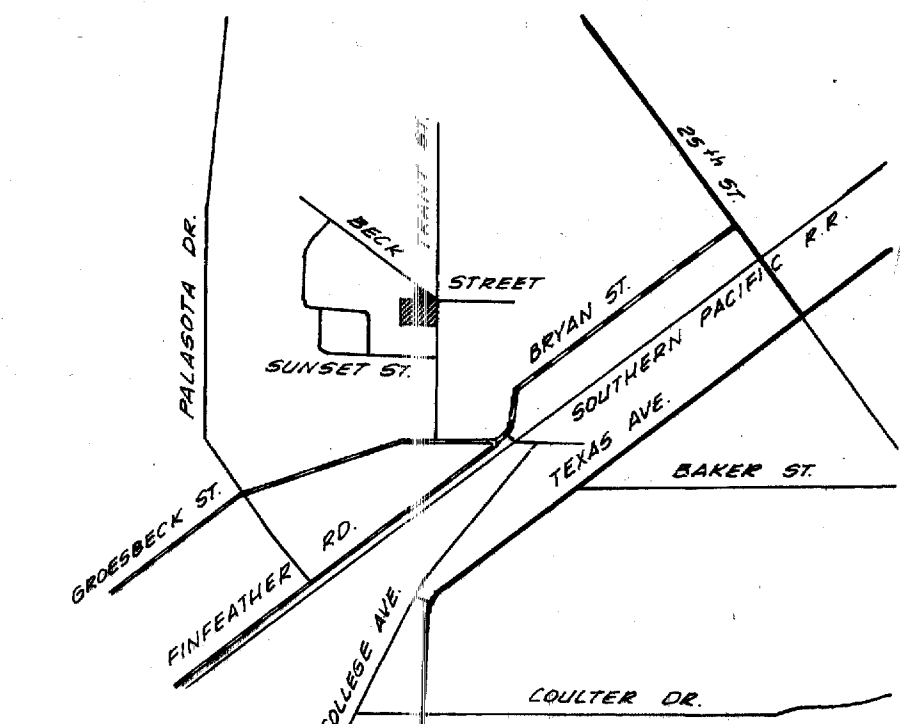 25th ST.
BECK
STREET
PALASOTA DR.
BRYAN ST.
SOUTHERN PACIFIC R.R.
SUNSET ST.
TEXAS AVE.
BAKER ST.
GROESBECK ST.
FINFEATHER RD.
COLLEGE AVE.
COULTER DR.